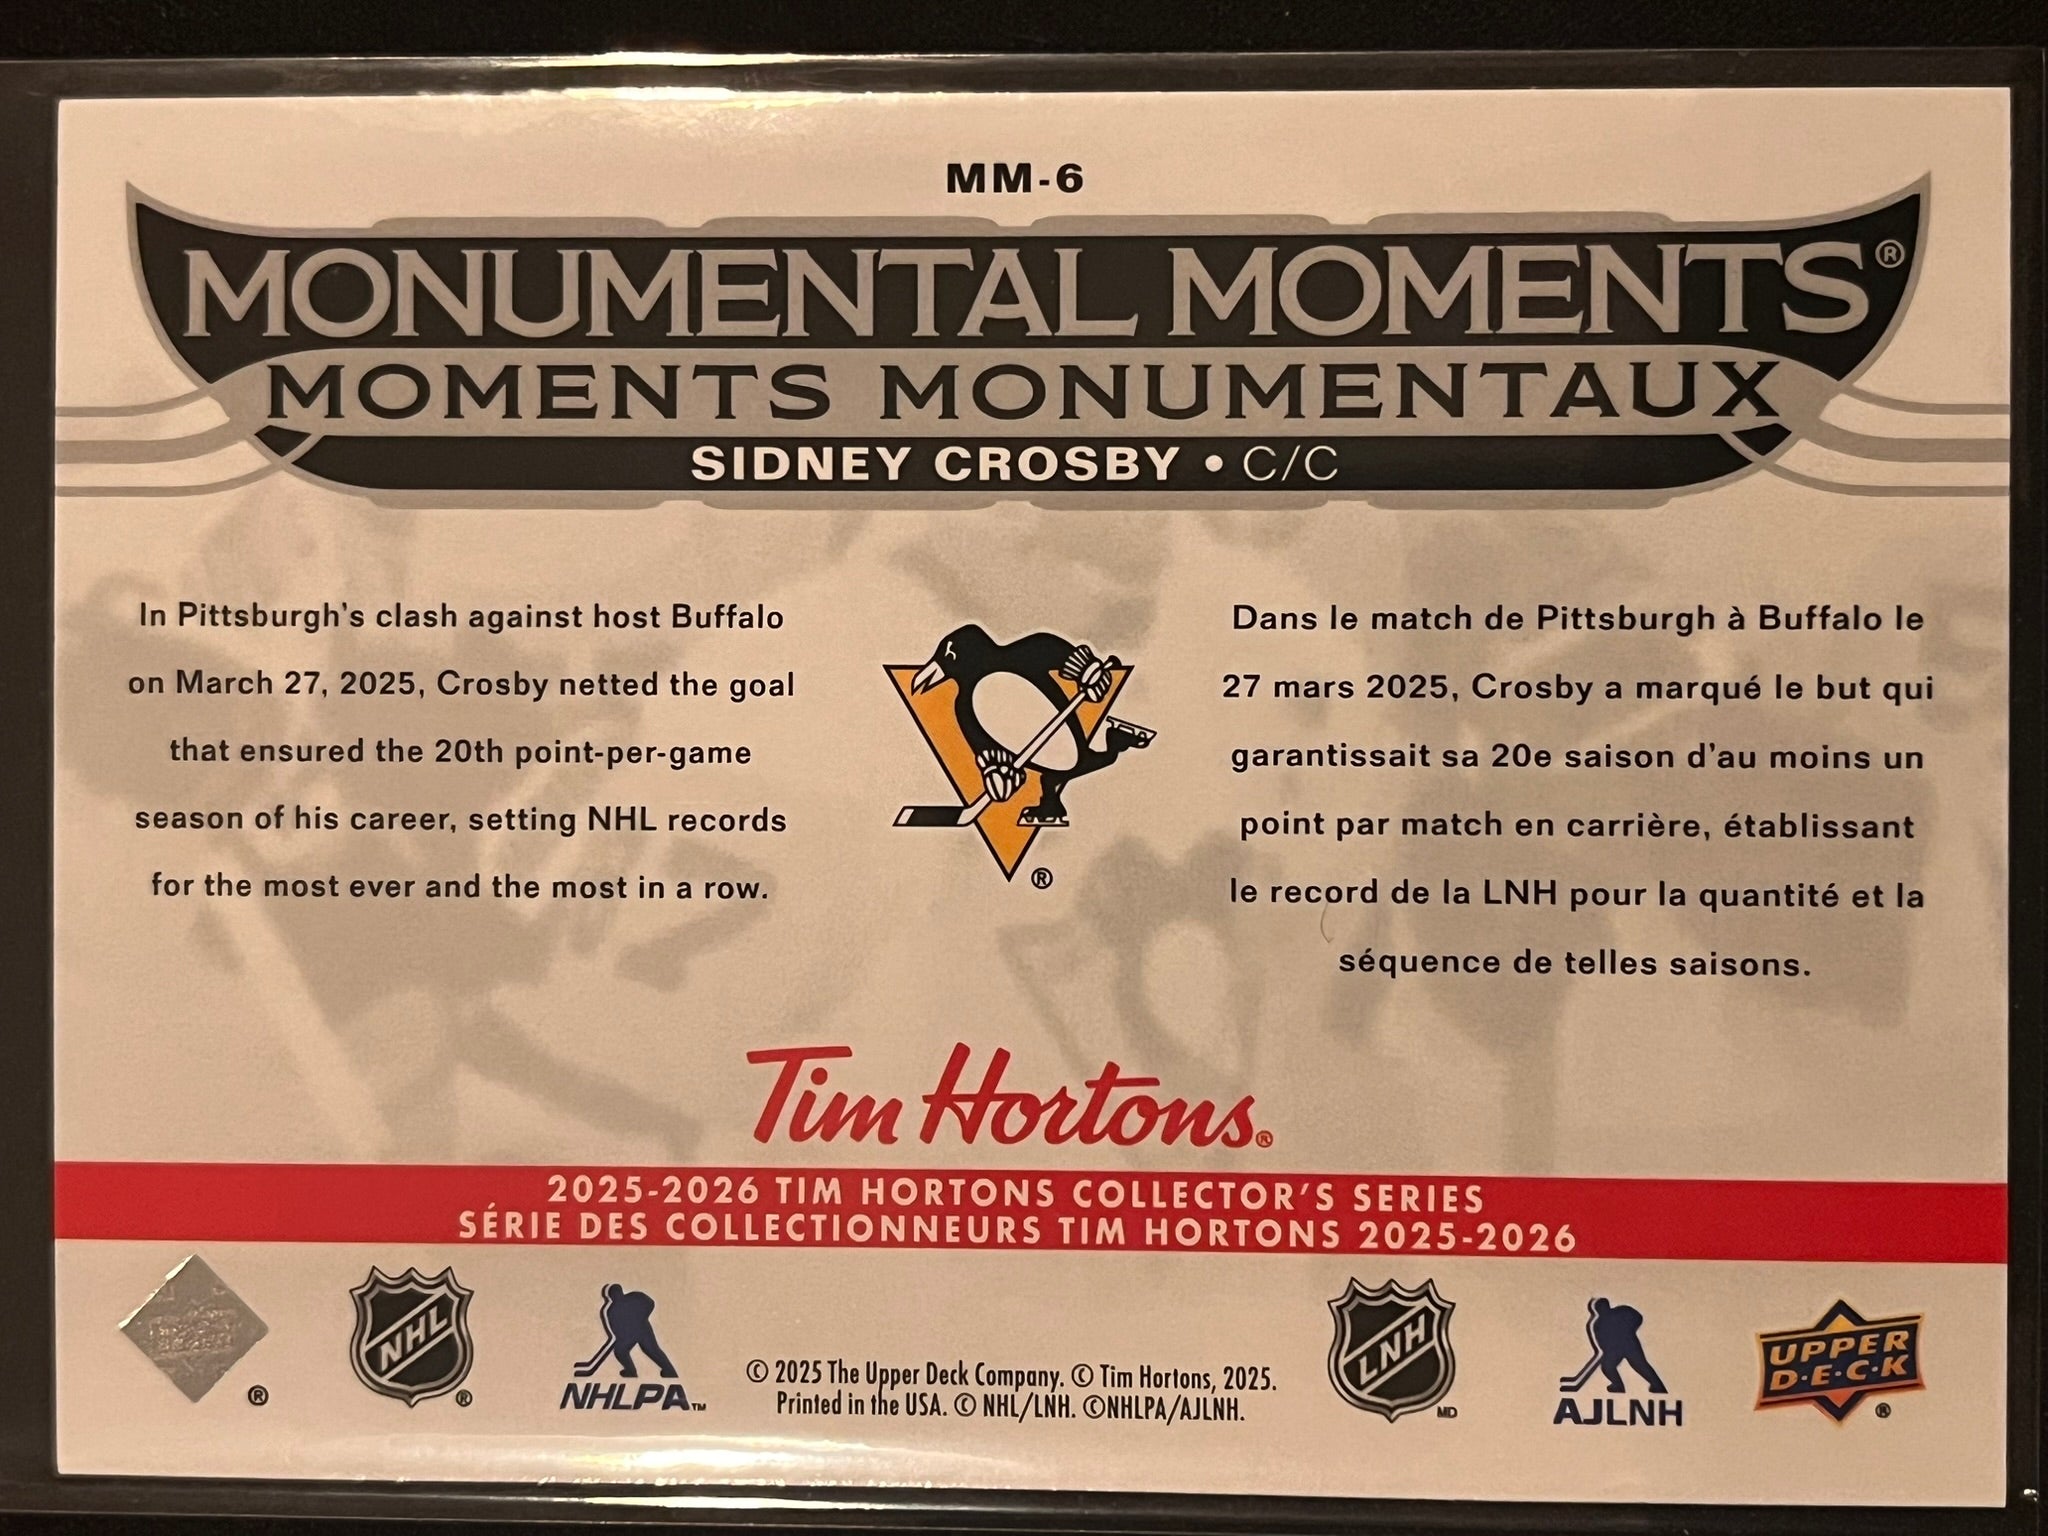 MM-6
MONUMENTAL MOMENTS®
MOMENTS MONUMENTAUX
SIDNEY CROSBY • C/C
In Pittsburgh's clash against host Buffalo
on March 27, 2025, Crosby netted the goal
that ensured the 20th point-per-game
season of his career, setting NHL records
for the most ever and the most in a row.
®
Dans le match de Pittsburgh à Buffalo le
27 mars 2025, Crosby a marqué le but qui
garantissait sa 20e saison d'au moins un
point par match en carrière, établissant
le record de la LNH pour la quantité et la
séquence de telles saisons.
Tim Hortons®
2025-2026 TIM HORTONS COLLECTOR'S SERIES
SÉRIE DES COLLECTIONNEURS TIM HORTONS 2025-2026
®
NHL ®
NHLPA™
© 2025 The Upper Deck Company. © Tim Hortons, 2025.
Printed in the USA. © NHL/LNH. ©NHLPA/AJLNH.
LNH MD
AJLNH
UPPER
D·E·C·K ®